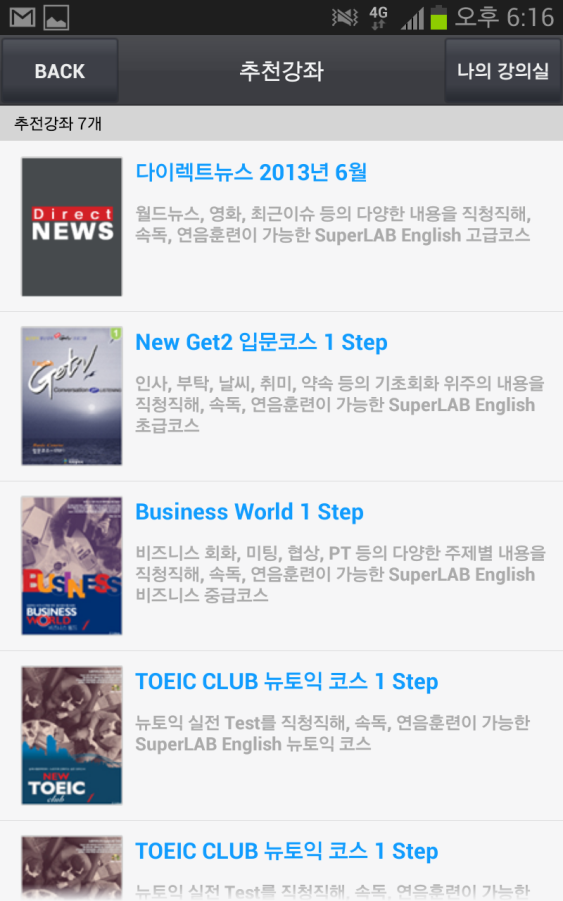 4G 오후 6:16
BACK 추천강좌 나의 강의실
추전강좌 7개
다이렉트뉴스 2013년 6월
월드뉴스, 영화, 최근이슈 등의 다양한 내용을 직청직해,
속독, 연음훈련이 가능한 SuperLAB English 고급코스
Direct
NEWS
New Get2 입문코스 1 Step
인사, 부탁, 날씨, 취미, 약속 등의 기초회화 위주의 내용을
직청직해, 속독, 연음훈련이 가능한 SuperLAB English
초급코스
1
Business World 1 Step
비즈니스 회화, 미팅, 협상, PT 등의 다양한 주제별 내용을
직청직해, 속독, 연음훈련이 가능한 SuperLAB English
비즈니스 중급코스
BUSINESS
BUSINESS
WORLD
TOEIC CLUB 뉴토익 코스 1 Step
뉴토익 실전 Test를 직청직해, 속독, 연음훈련이 가능한
SuperLAB English 뉴토익 코스
NEW
TOEIC
club
TOEIC CLUB 뉴토익 코스 1 Step
뉴토익 실전 Test를 직청직해, 속독, 연음훈련이 가능한